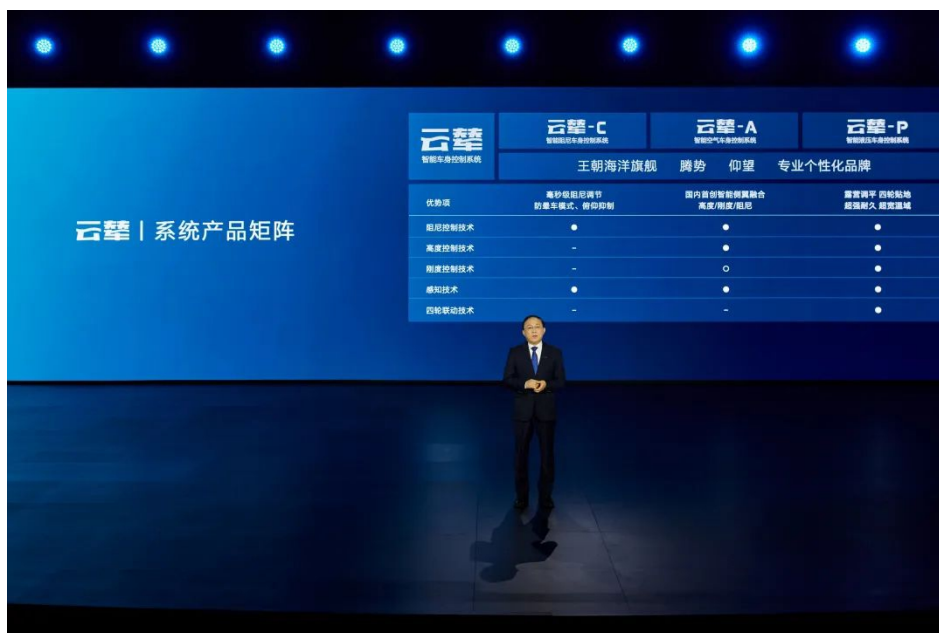 云辇-C
云辇-A
云辇-P
云辇
智能阻尼车身控制系统
智能空气车身控制系统
智能液压车身控制系统
智能车身控制系统
王朝海洋旗舰 腾势 仰望 专业个性化品牌
优势项
毫秒级阻尼调节
防晕车模式、俯仰抑制
国内首创智能侧翼融合
高度/刚度/阻尼
露营调平 四轮贴地
超强耐久 超宽温域
云辇 | 系统产品矩阵
阻尼控制技术 ● ● ●
高度控制技术 - ● ●
刚度控制技术 - ○ ●
感知技术 ● ● ●
四轮联动技术 - - ●